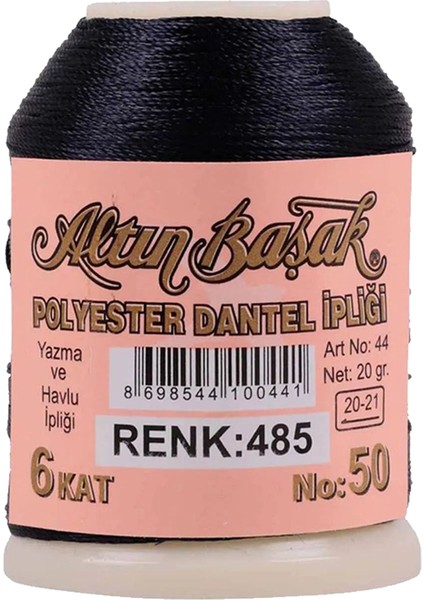 Altın Başak®
POLYESTER DANTEL İPLİĞİ
Yazma
ve
Havlu
İpliği
8 698544 100441
Art No: 44
Net: 20 gr.
20-21
RENK:485
6 KAT
No:50